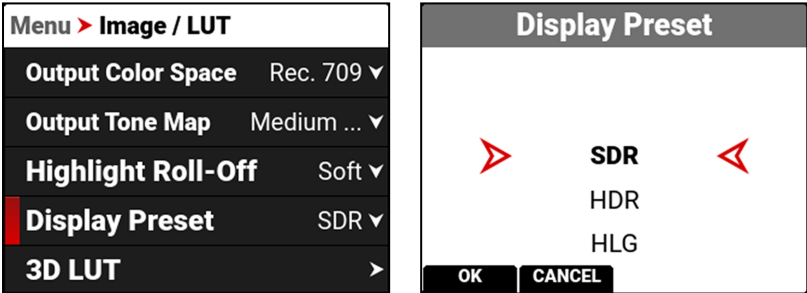 Menu > Image / LUT
Output Color Space Rec. 709
Output Tone Map Medium ...
Highlight Roll-Off Soft
Display Preset SDR
3D LUT
Display Preset
SDR
HDR
HLG
OK CANCEL